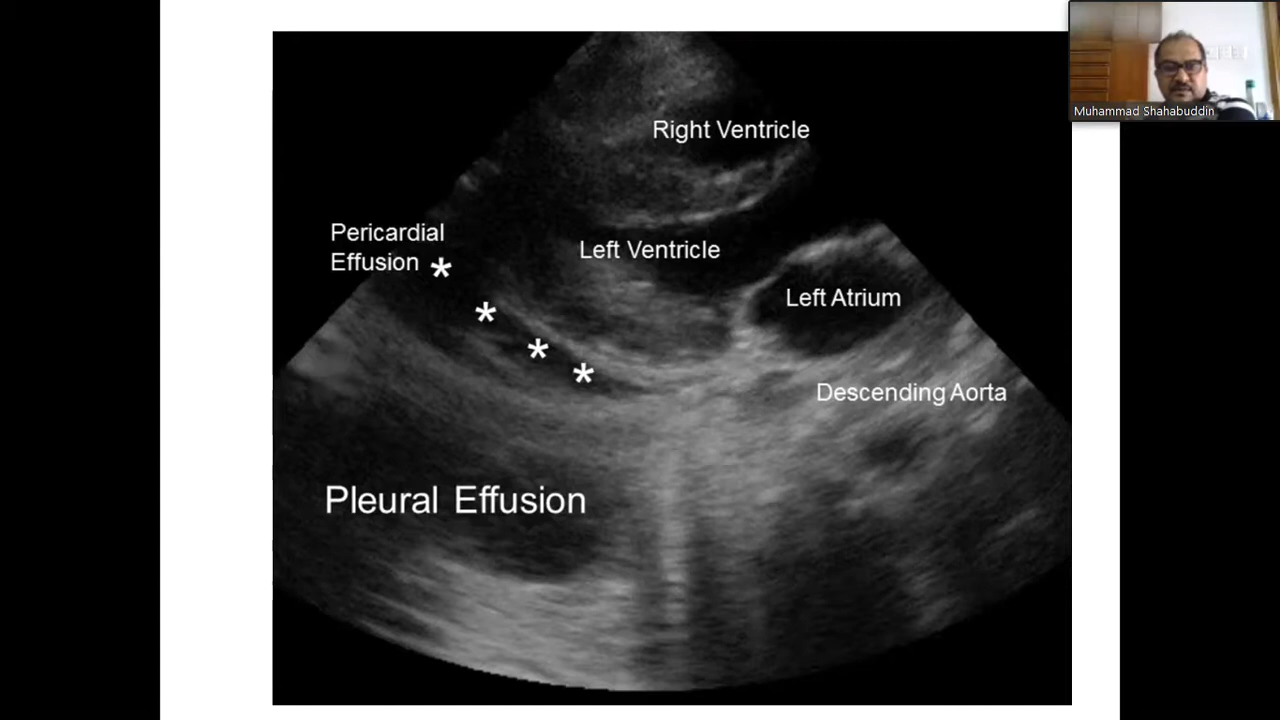 Muhammad Shahabuddin
Right Ventricle
Pericardial
Effusion *
Left Ventricle
*
Left Atrium
*
*
Descending Aorta
Pleural Effusion